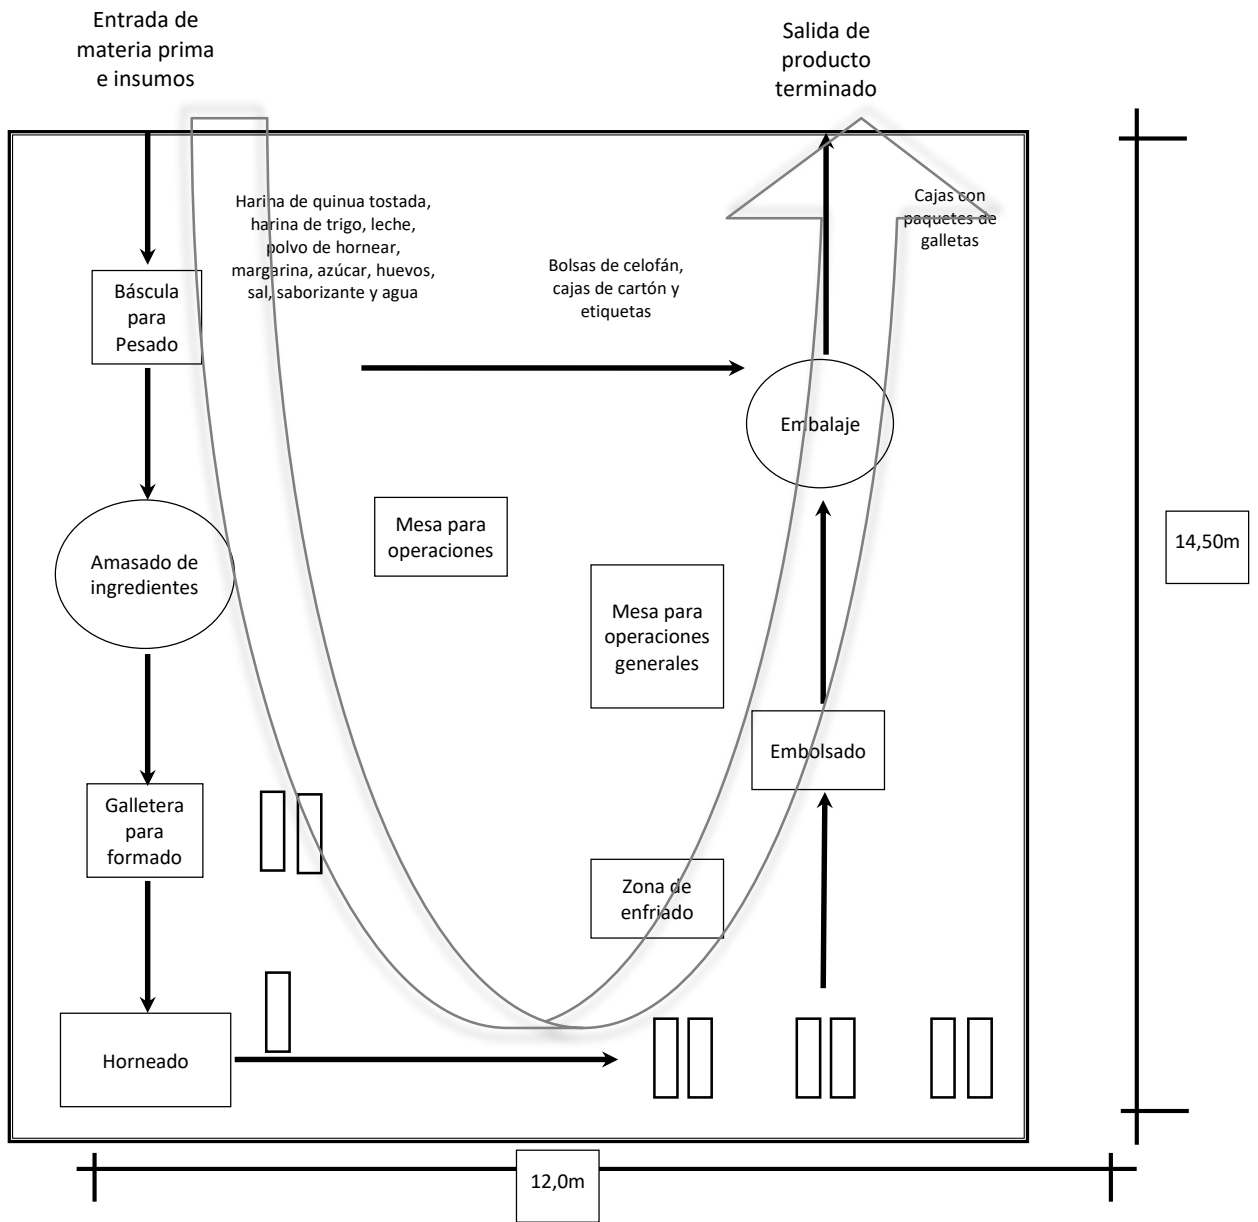 Entrada de
materia prima
e insumos
Salida de
producto
terminado
Harina de quinua tostada,
harina de trigo, leche,
polvo de hornear,
margarina, azúcar, huevos,
sal, saborizante y agua
Cajas con
paquetes de
galletas
Báscula
para
Pesado
Bolsas de celofán,
cajas de cartón y
etiquetas
Embalaje
Mesa para
operaciones
14,50m
Amasado de
ingredientes
Mesa para
operaciones
generales
Embolsado
Galletera
para
formado
Zona de
enfriado
Horneado
12,0m